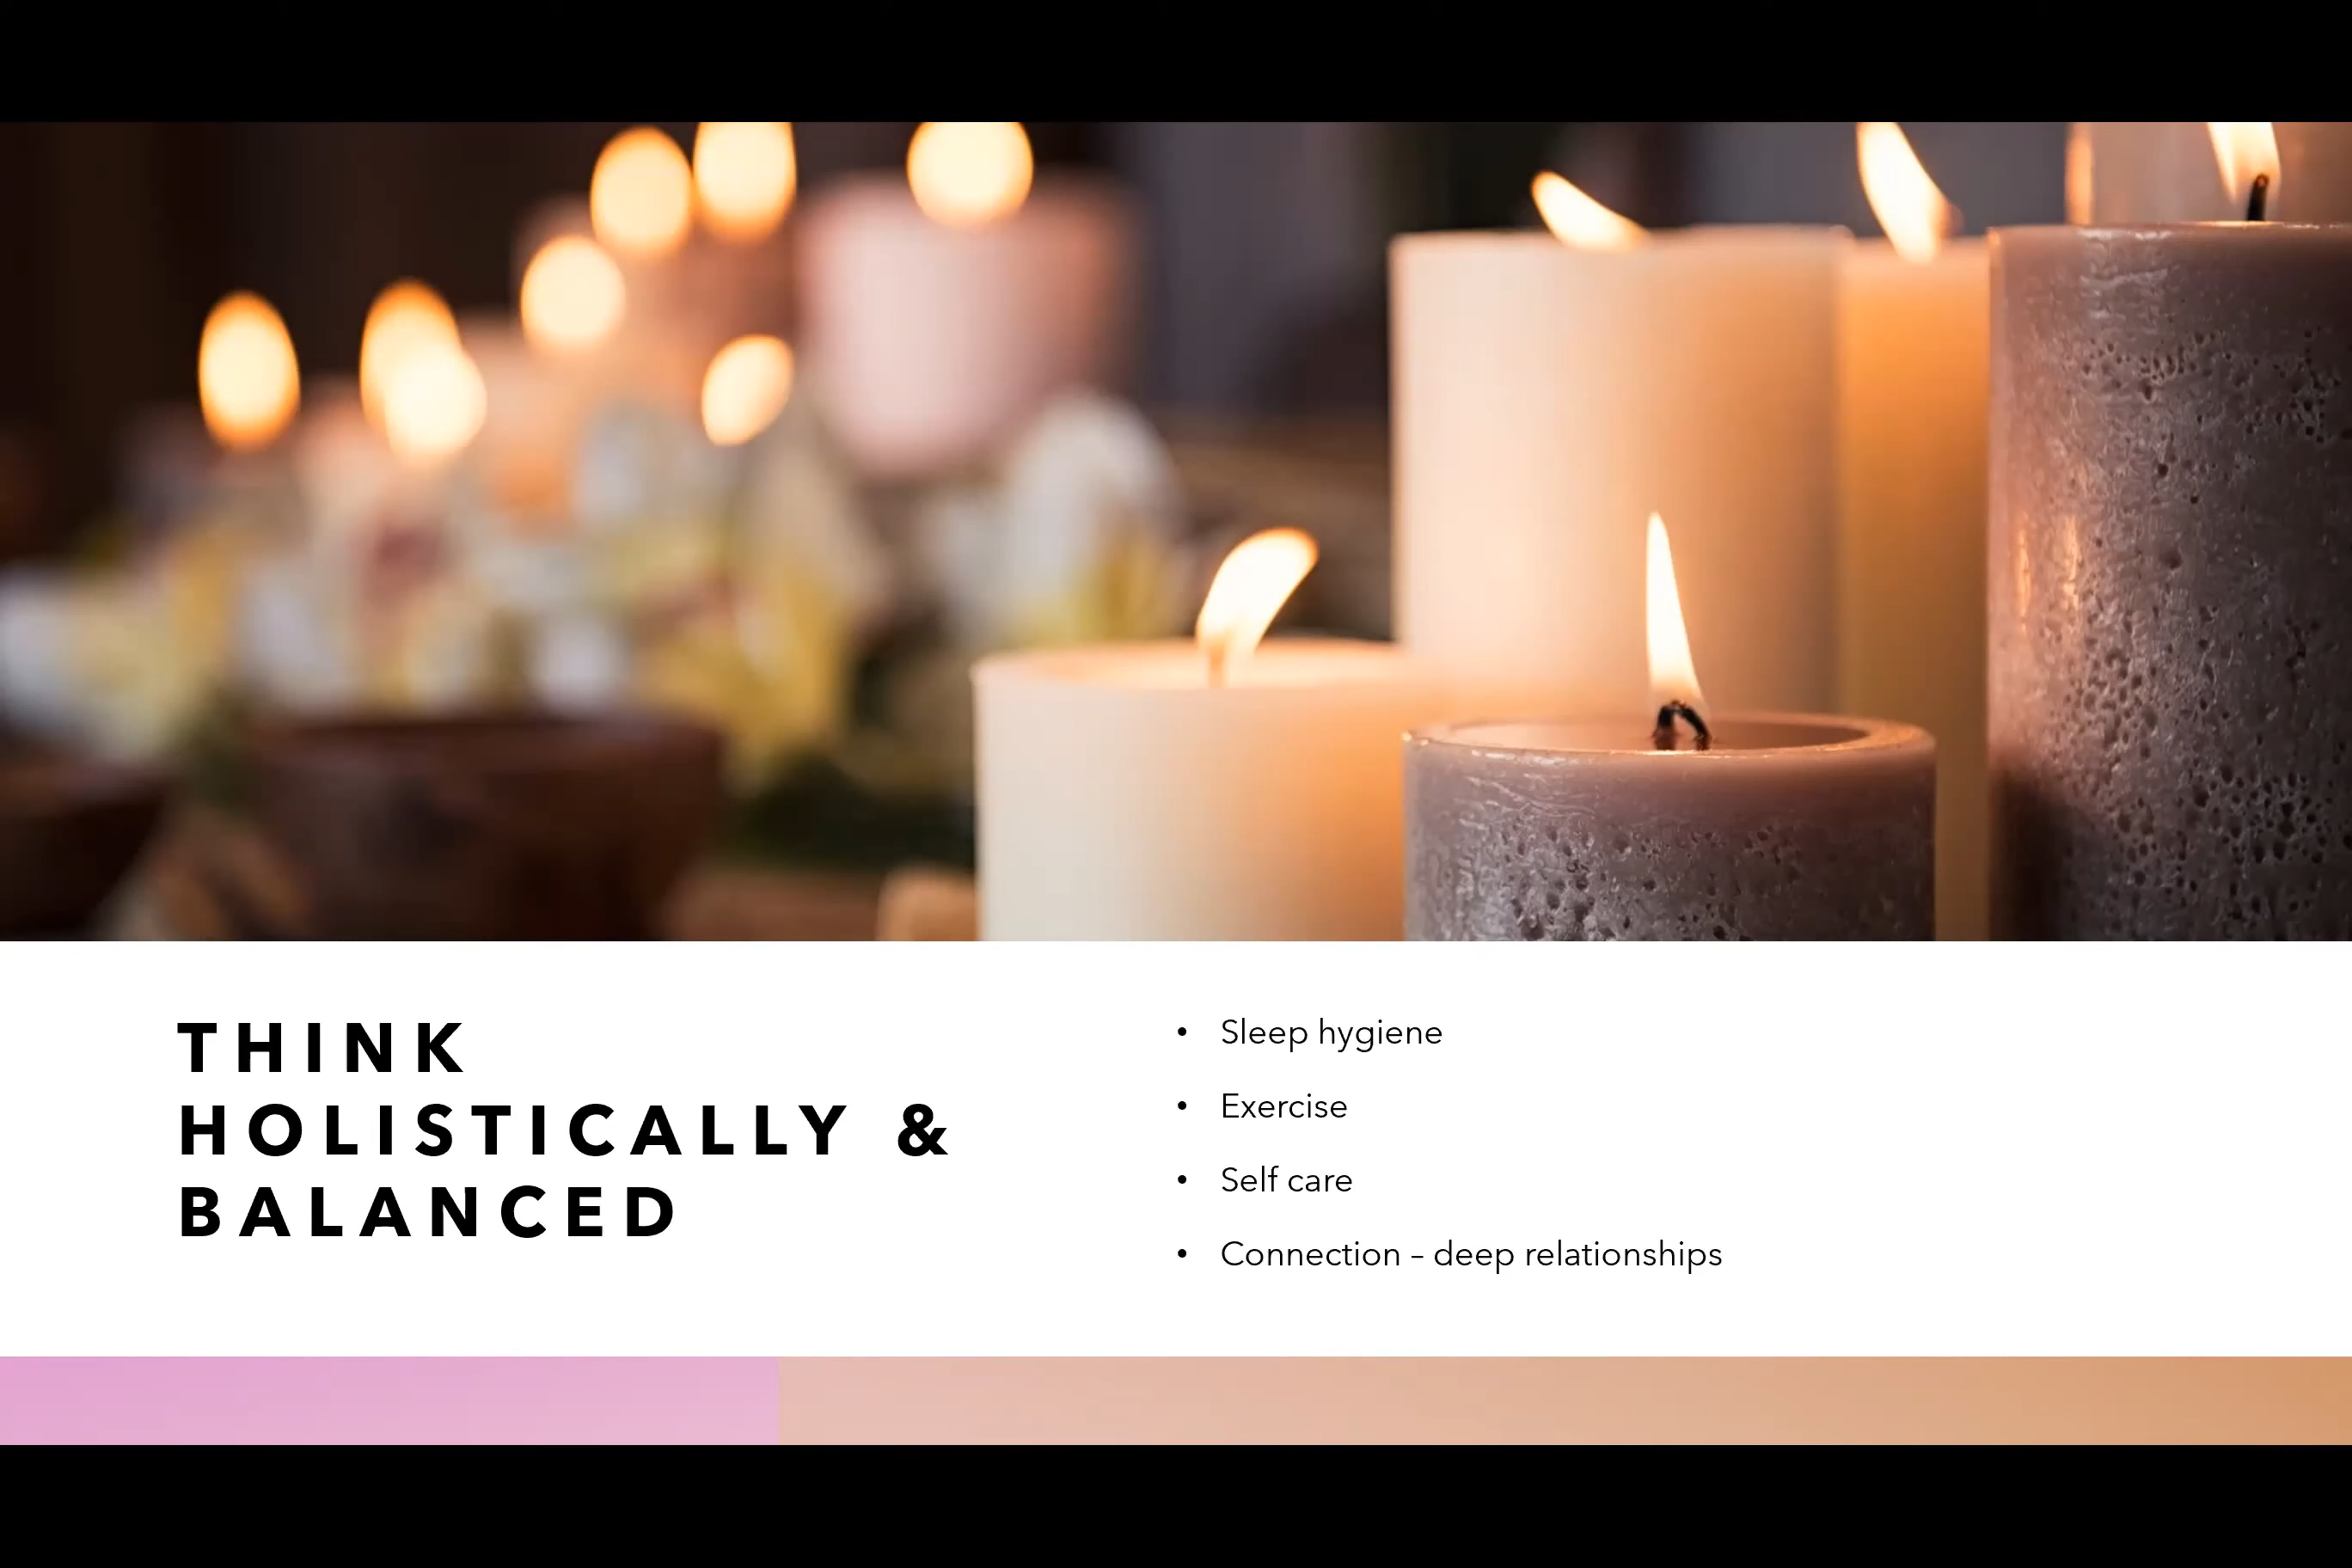 THINK
HOLISTICALLY &
BALANCED
• Sleep hygiene
• Exercise
• Self care
• Connection – deep relationships